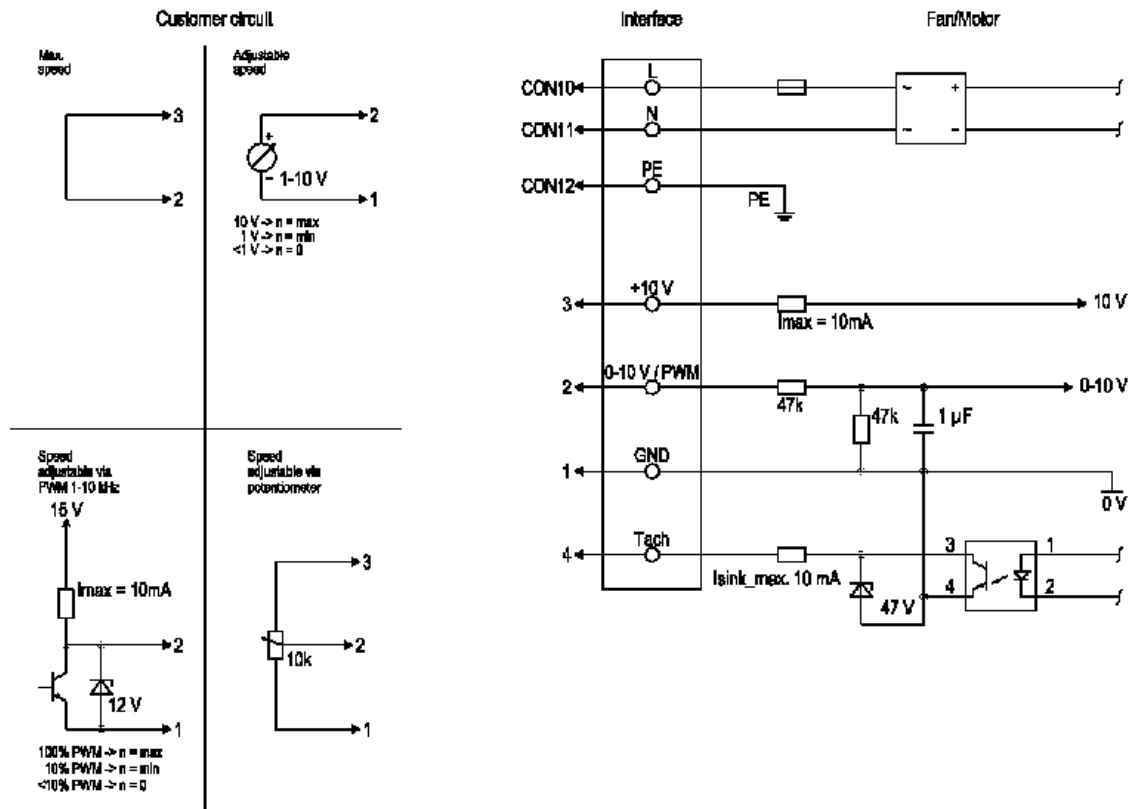 Customer circuit
Interface
Fan/Motor
Max.
speed
3
2
Adjustable
speed
2
+
– 1-10 V
1
10 V -> n = max
1 V -> n = min
<1 V -> n = 0
L
CON10
~
+
N
CON11
~
–
PE
CON12
PE
+10 V
3
10 V
Imax = 10mA
0-10 V / PWM
2
0-10 V
47k
47k
1 µF
GND
1
0 V
Tach
4
3
1
Isink_max. 10 mA
4
2
47 V
Speed
adjustable via
PWM 1-10 kHz
15 V
Imax = 10mA
2
12 V
1
100% PWM -> n = max
10% PWM -> n = min
<10% PWM -> n = 0
Speed
adjustable via
potentiometer
3
2
10k
1